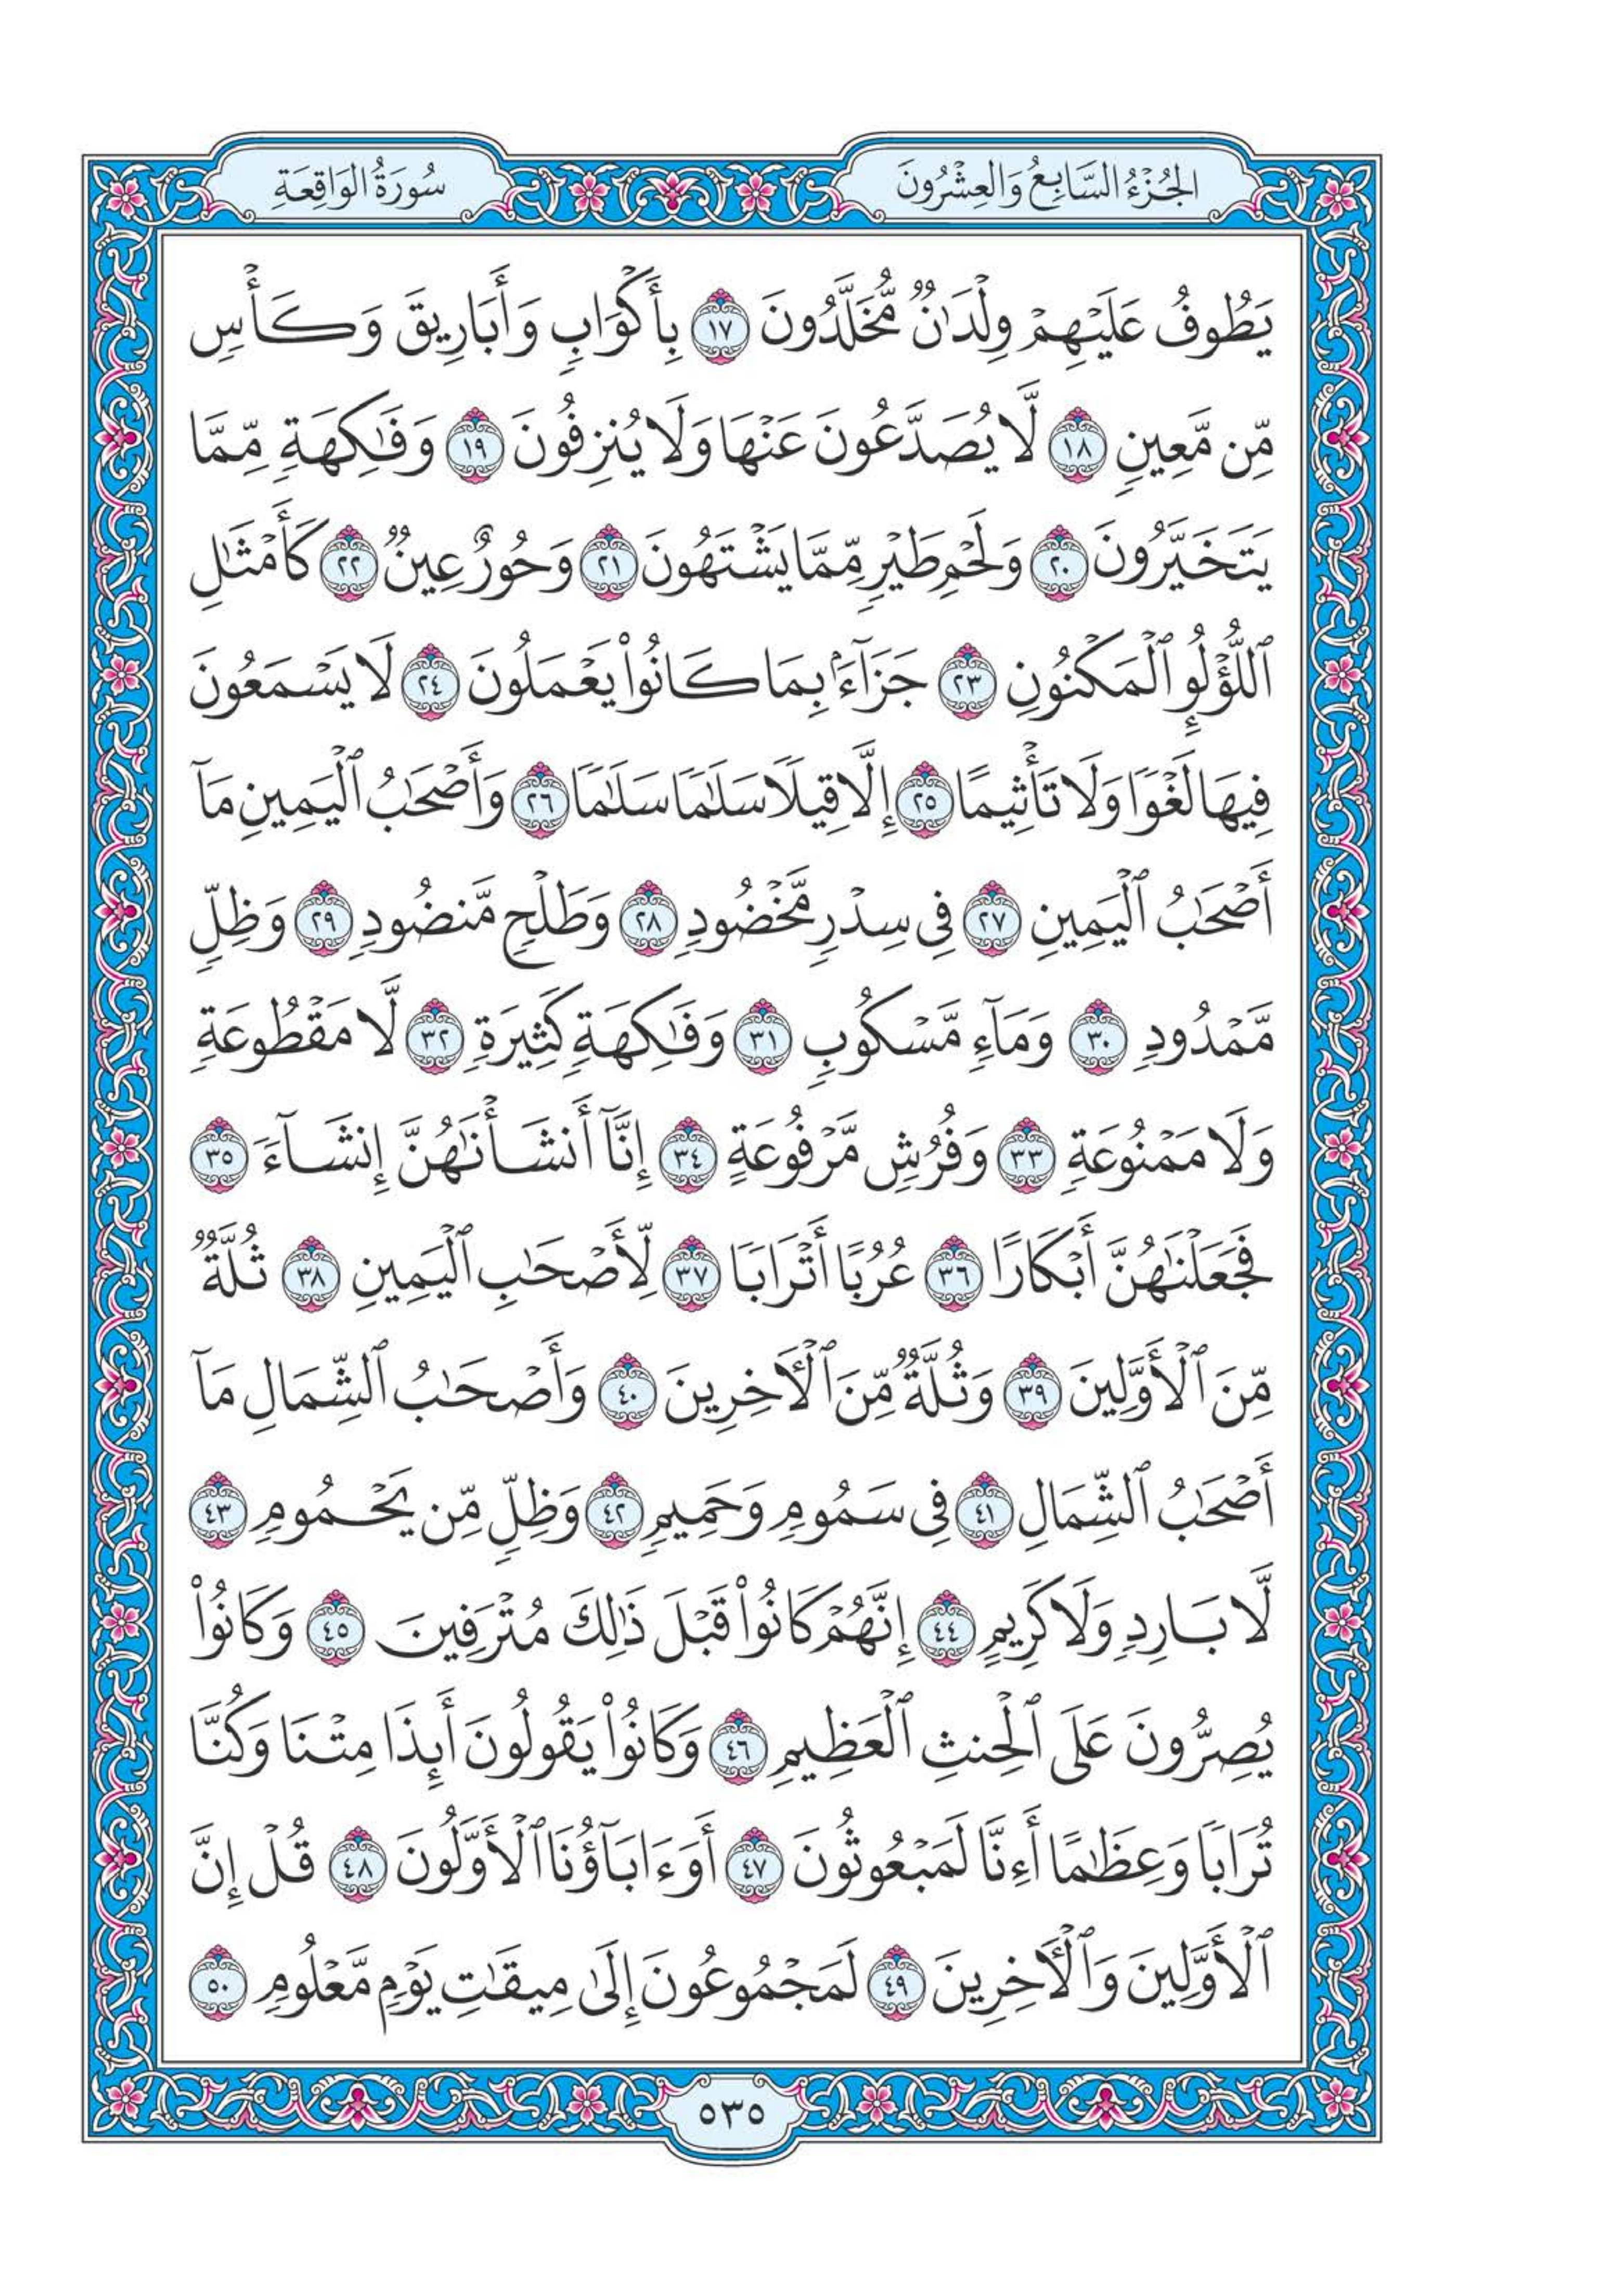 الجُزْءُ السَّابِعُ وَالعِشْرُونَ
سُورَةُ الوَاقِعَةِ
يَطُوفُ عَلَيْهِمْ وِلْدَٰنٌ مُّخَلَّدُونَ ١٧ بِأَكْوَابٍ وَأَبَارِيقَ وَكَأْسٍ
مِّن مَّعِينٍ ١٨ لَّا يُصَدَّعُونَ عَنْهَا وَلَا يُنزِفُونَ ١٩ وَفَٰكِهَةٍ مِّمَّا
يَتَخَيَّرُونَ ٢٠ وَلَحْمِ طَيْرٍ مِّمَّا يَشْتَهُونَ ٢١ وَحُورٌ عِينٌ ٢٢ كَأَمْثَٰلِ
ٱللُّؤْلُؤِ ٱلْمَكْنُونِ ٢٣ جَزَآءَۢ بِمَا كَانُوا۟ يَعْمَلُونَ ٢٤ لَا يَسْمَعُونَ
فِيهَا لَغْوًا وَلَا تَأْثِيمًا ٢٥ إِلَّا قِيلًا سَلَٰمًا سَلَٰمًا ٢٦ وَأَصْحَٰبُ ٱلْيَمِينِ مَآ
أَصْحَٰبُ ٱلْيَمِينِ ٢٧ فِى سِدْرٍ مَّخْضُودٍ ٢٨ وَطَلْحٍ مَّنضُودٍ ٢٩ وَظِلٍّ
مَّمْدُودٍ ٣٠ وَمَآءٍ مَّسْكُوبٍ ٣١ وَفَٰكِهَةٍ كَثِيرَةٍ ٣٢ لَّا مَقْطُوعَةٍ
وَلَا مَمْنُوعَةٍ ٣٣ وَفُرُشٍ مَّرْفُوعَةٍ ٣٤ إِنَّآ أَنشَأْنَٰهُنَّ إِنشَآءً ٣٥
فَجَعَلْنَٰهُنَّ أَبْكَارًا ٣٦ عُرُبًا أَتْرَابًا ٣٧ لِّأَصْحَٰبِ ٱلْيَمِينِ ٣٨ ثُلَّةٌ
مِّنَ ٱلْأَوَّلِينَ ٣٩ وَثُلَّةٌ مِّنَ ٱلْـَٔاخِرِينَ ٤٠ وَأَصْحَٰبُ ٱلشِّمَالِ مَآ
أَصْحَٰبُ ٱلشِّمَالِ ٤١ فِى سَمُومٍ وَحَمِيمٍ ٤٢ وَظِلٍّ مِّن يَحْمُومٍ ٤٣
لَّا بَارِدٍ وَلَا كَرِيمٍ ٤٤ إِنَّهُمْ كَانُوا۟ قَبْلَ ذَٰلِكَ مُتْرَفِينَ ٤٥ وَكَانُوا۟
يُصِرُّونَ عَلَى ٱلْحِنثِ ٱلْعَظِيمِ ٤٦ وَكَانُوا۟ يَقُولُونَ أَئِذَا مِتْنَا وَكُنَّا
تُرَابًا وَعِظَٰمًا أَءِنَّا لَمَبْعُوثُونَ ٤٧ أَوَءَابَآؤُنَا ٱلْأَوَّلُونَ ٤٨ قُلْ إِنَّ
ٱلْأَوَّلِينَ وَٱلْـَٔاخِرِينَ ٤٩ لَمَجْمُوعُونَ إِلَىٰ مِيقَٰتِ يَوْمٍ مَّعْلُومٍ ٥٠
٥٣٥